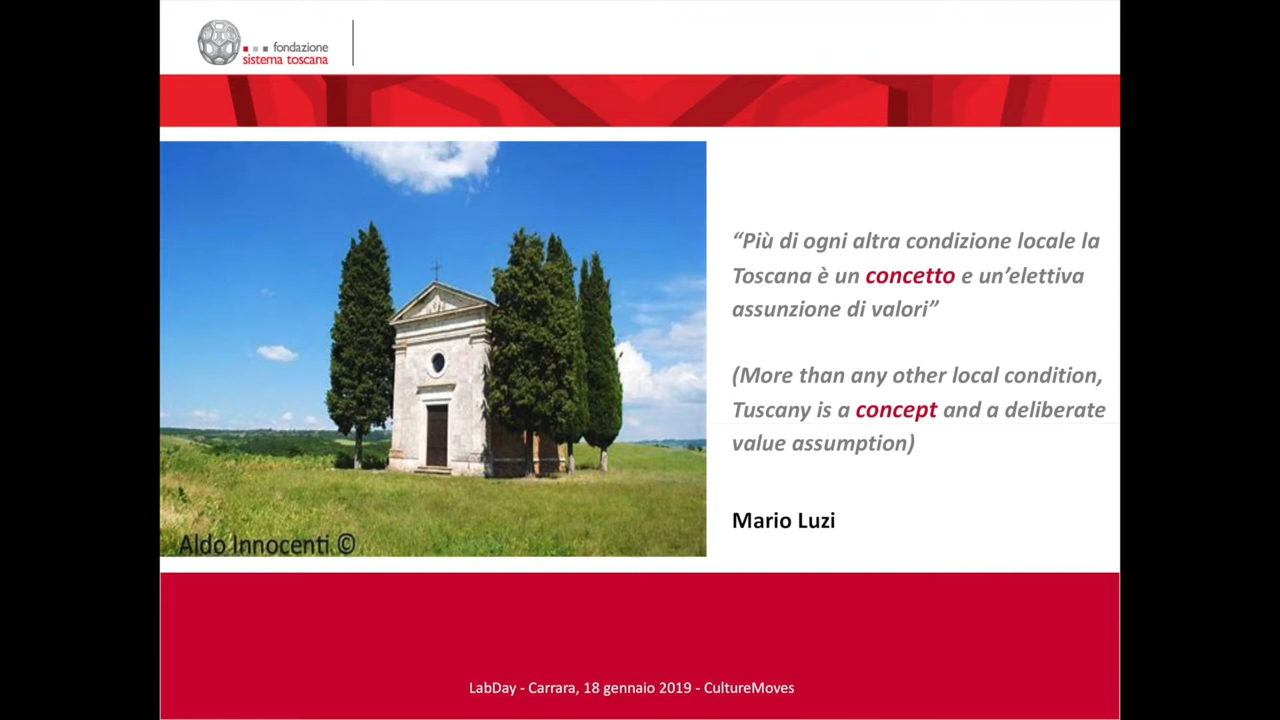 fondazione
sistema toscana
“Più di ogni altra condizione locale la
Toscana è un concetto e un’elettiva
assunzione di valori”
(More than any other local condition,
Tuscany is a concept and a deliberate
value assumption)
Mario Luzi
Aldo Innocenti ©
LabDay - Carrara, 18 gennaio 2019 - CultureMoves